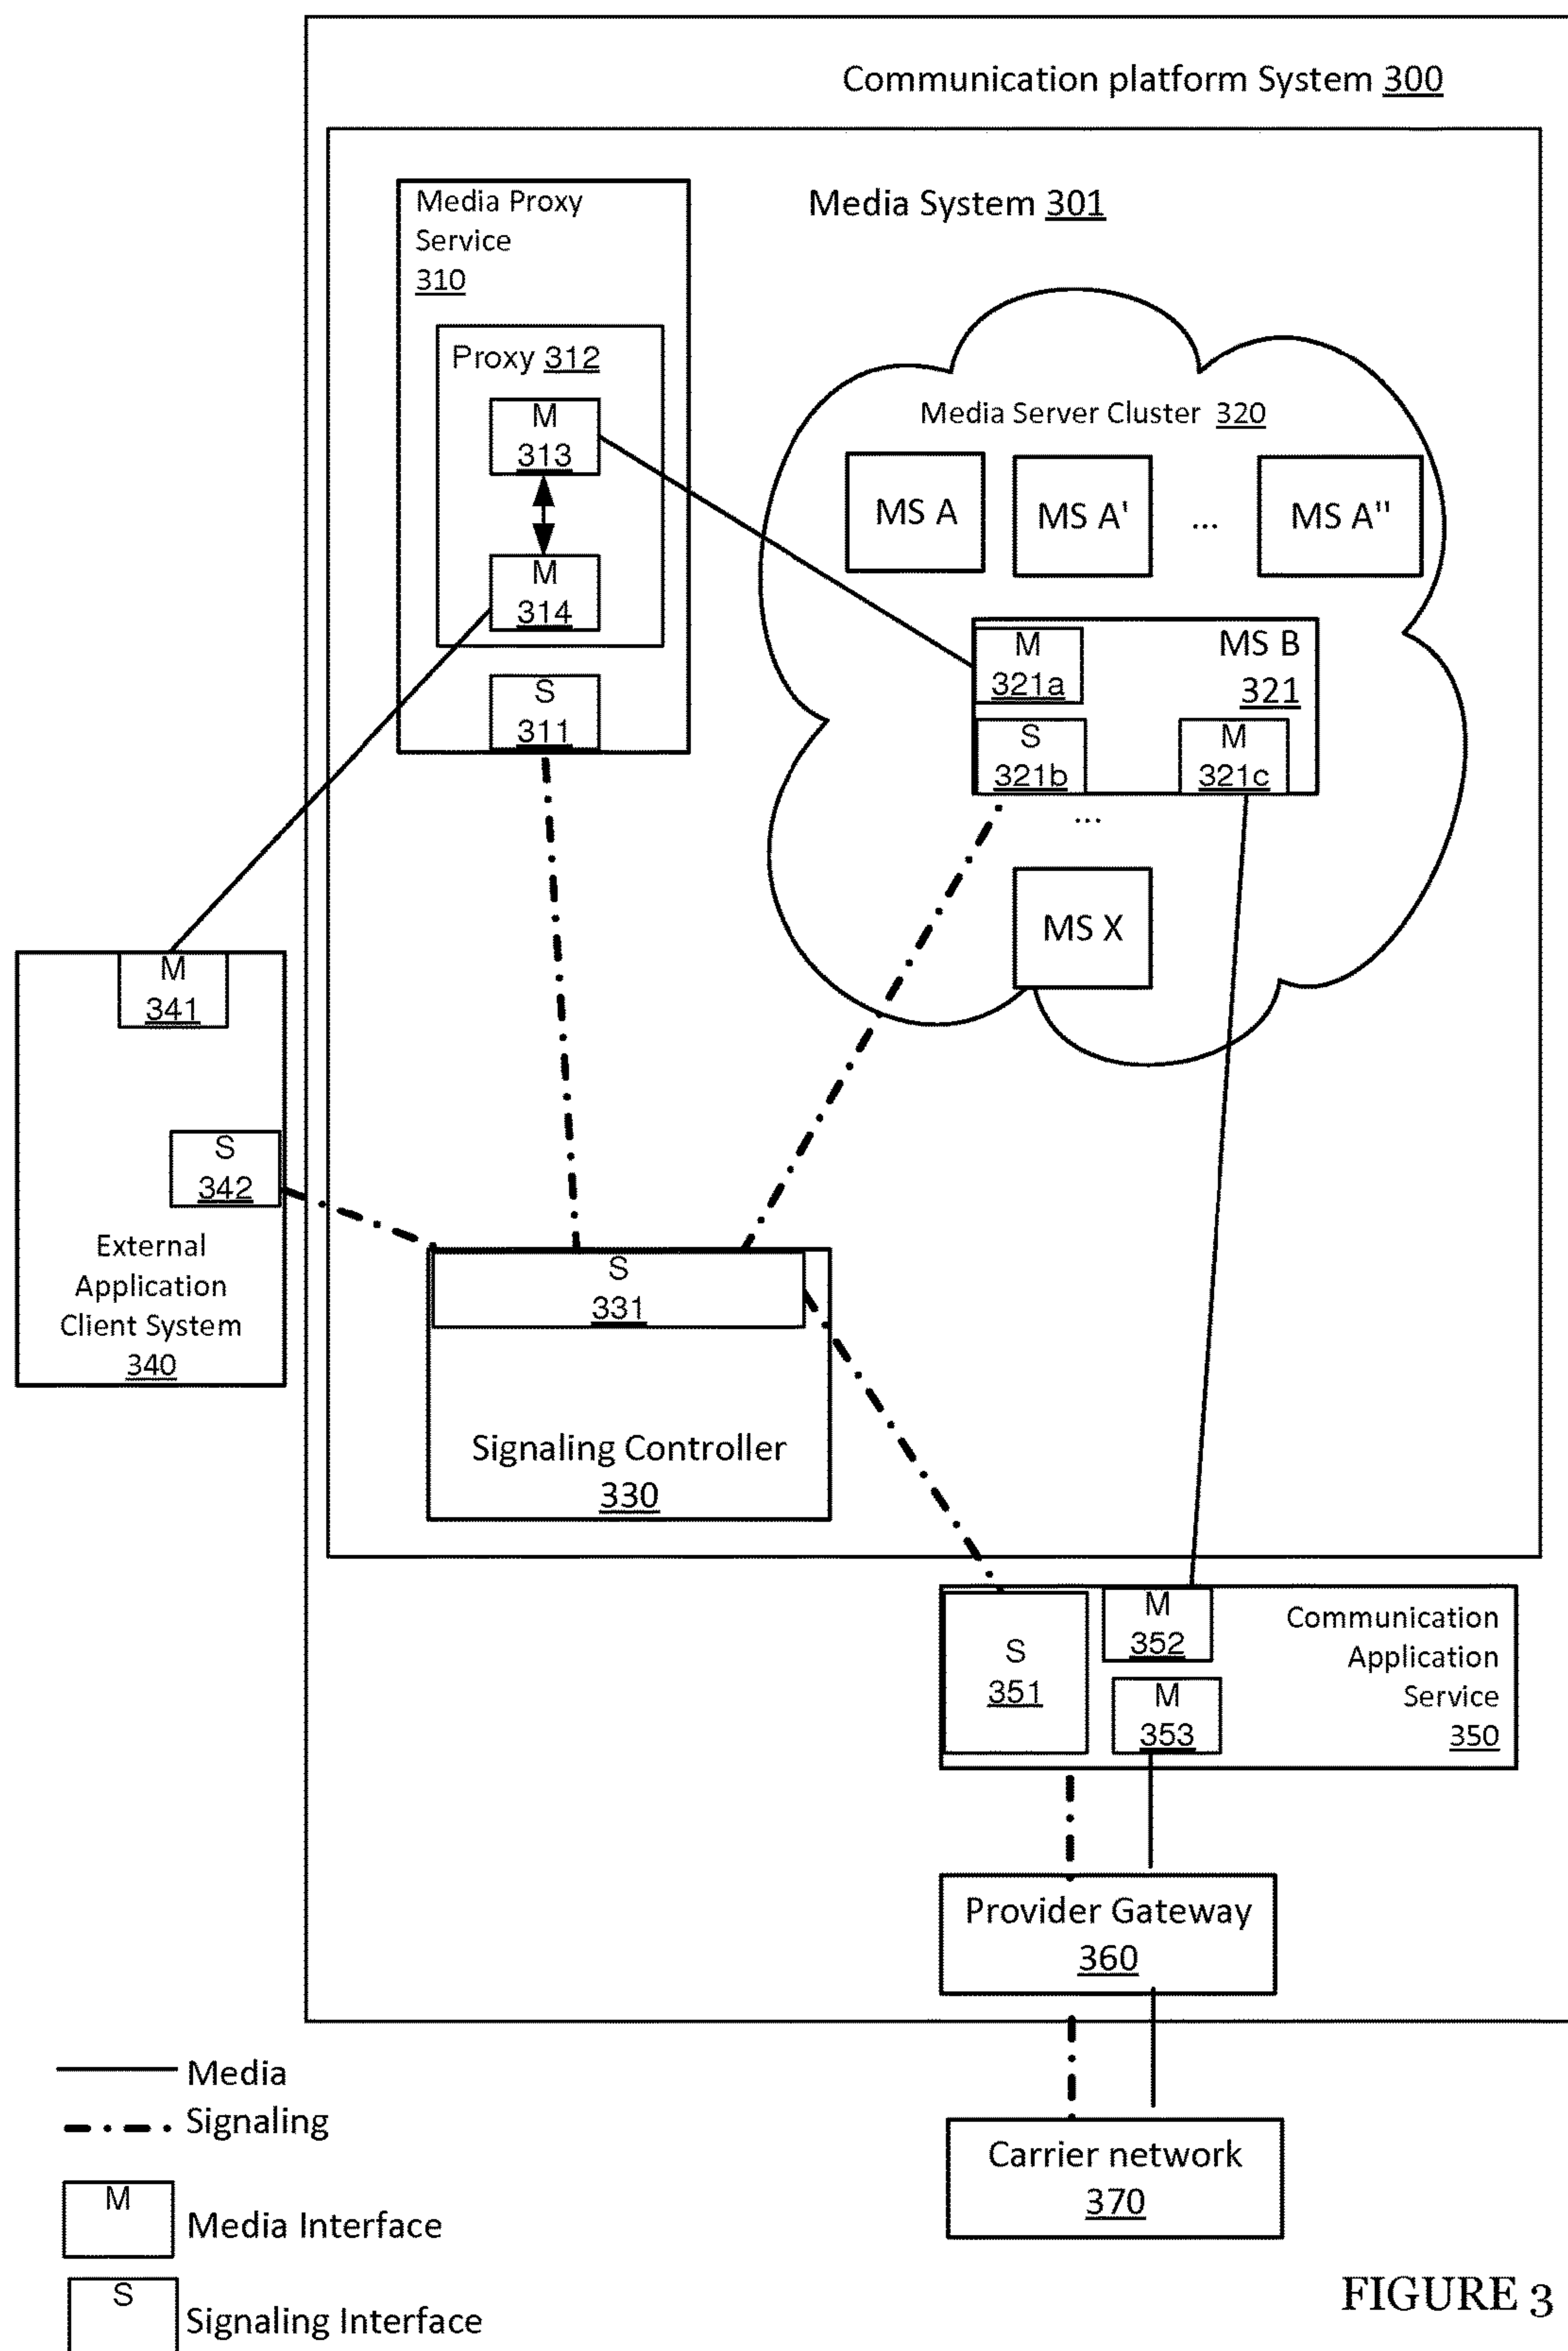 Communication platform System 300
Media System 301
Media Proxy
Service
310
Proxy 312
M
313
M
314
S
311
Media Server Cluster 320
MS A
MS A'
...
MS A"
M
321a
MS B
321
S
321b
M
321c
...
MS X
M
341
S
342
External
Application
Client System
340
S
331
Signaling Controller
330
S
351
M
352
M
353
Communication
Application
Service
350
Provider Gateway
360
Carrier network
370
Media
Signaling
M
Media Interface
S
Signaling Interface
FIGURE 3